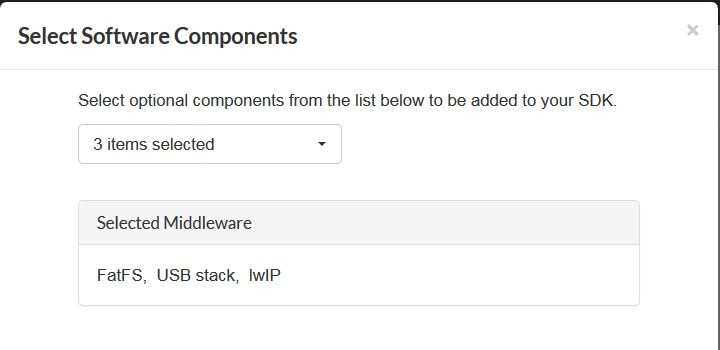 Select Software Components
×
Select optional components from the list below to be added to your SDK.
3 items selected
Selected Middleware
FatFS, USB stack, lwIP